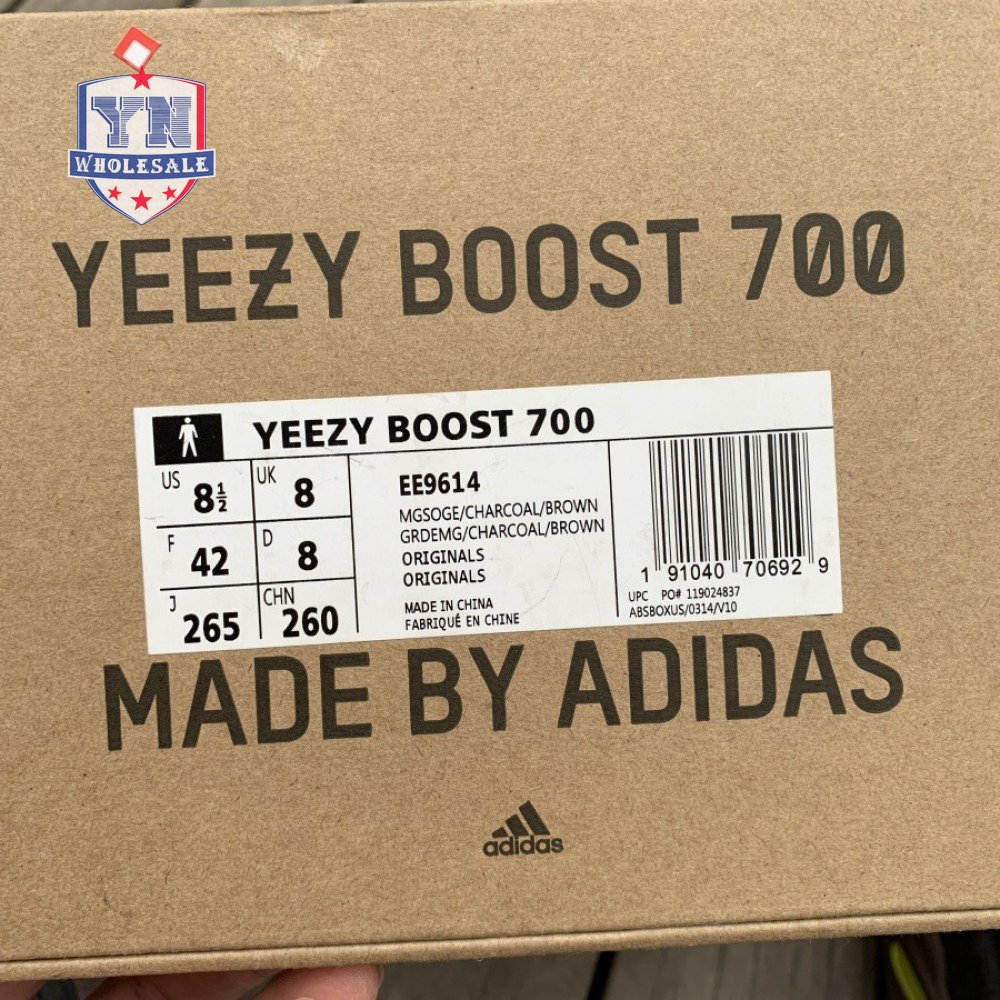 YN
WHOLESALE
YEEZY BOOST 700
YEEZY BOOST 700
US 8½ UK 8
F 42 D 8
J 265 CHN 260
EE9614
MGSOGE/CHARCOAL/BROWN
GRDEMG/CHARCOAL/BROWN
ORIGINALS
ORIGINALS
MADE IN CHINA
FABRIQUÉ EN CHINE
1 91040 70692 9
UPC PO# 119024837
ABSBOXUS/0314/V10
MADE BY ADIDAS
adidas